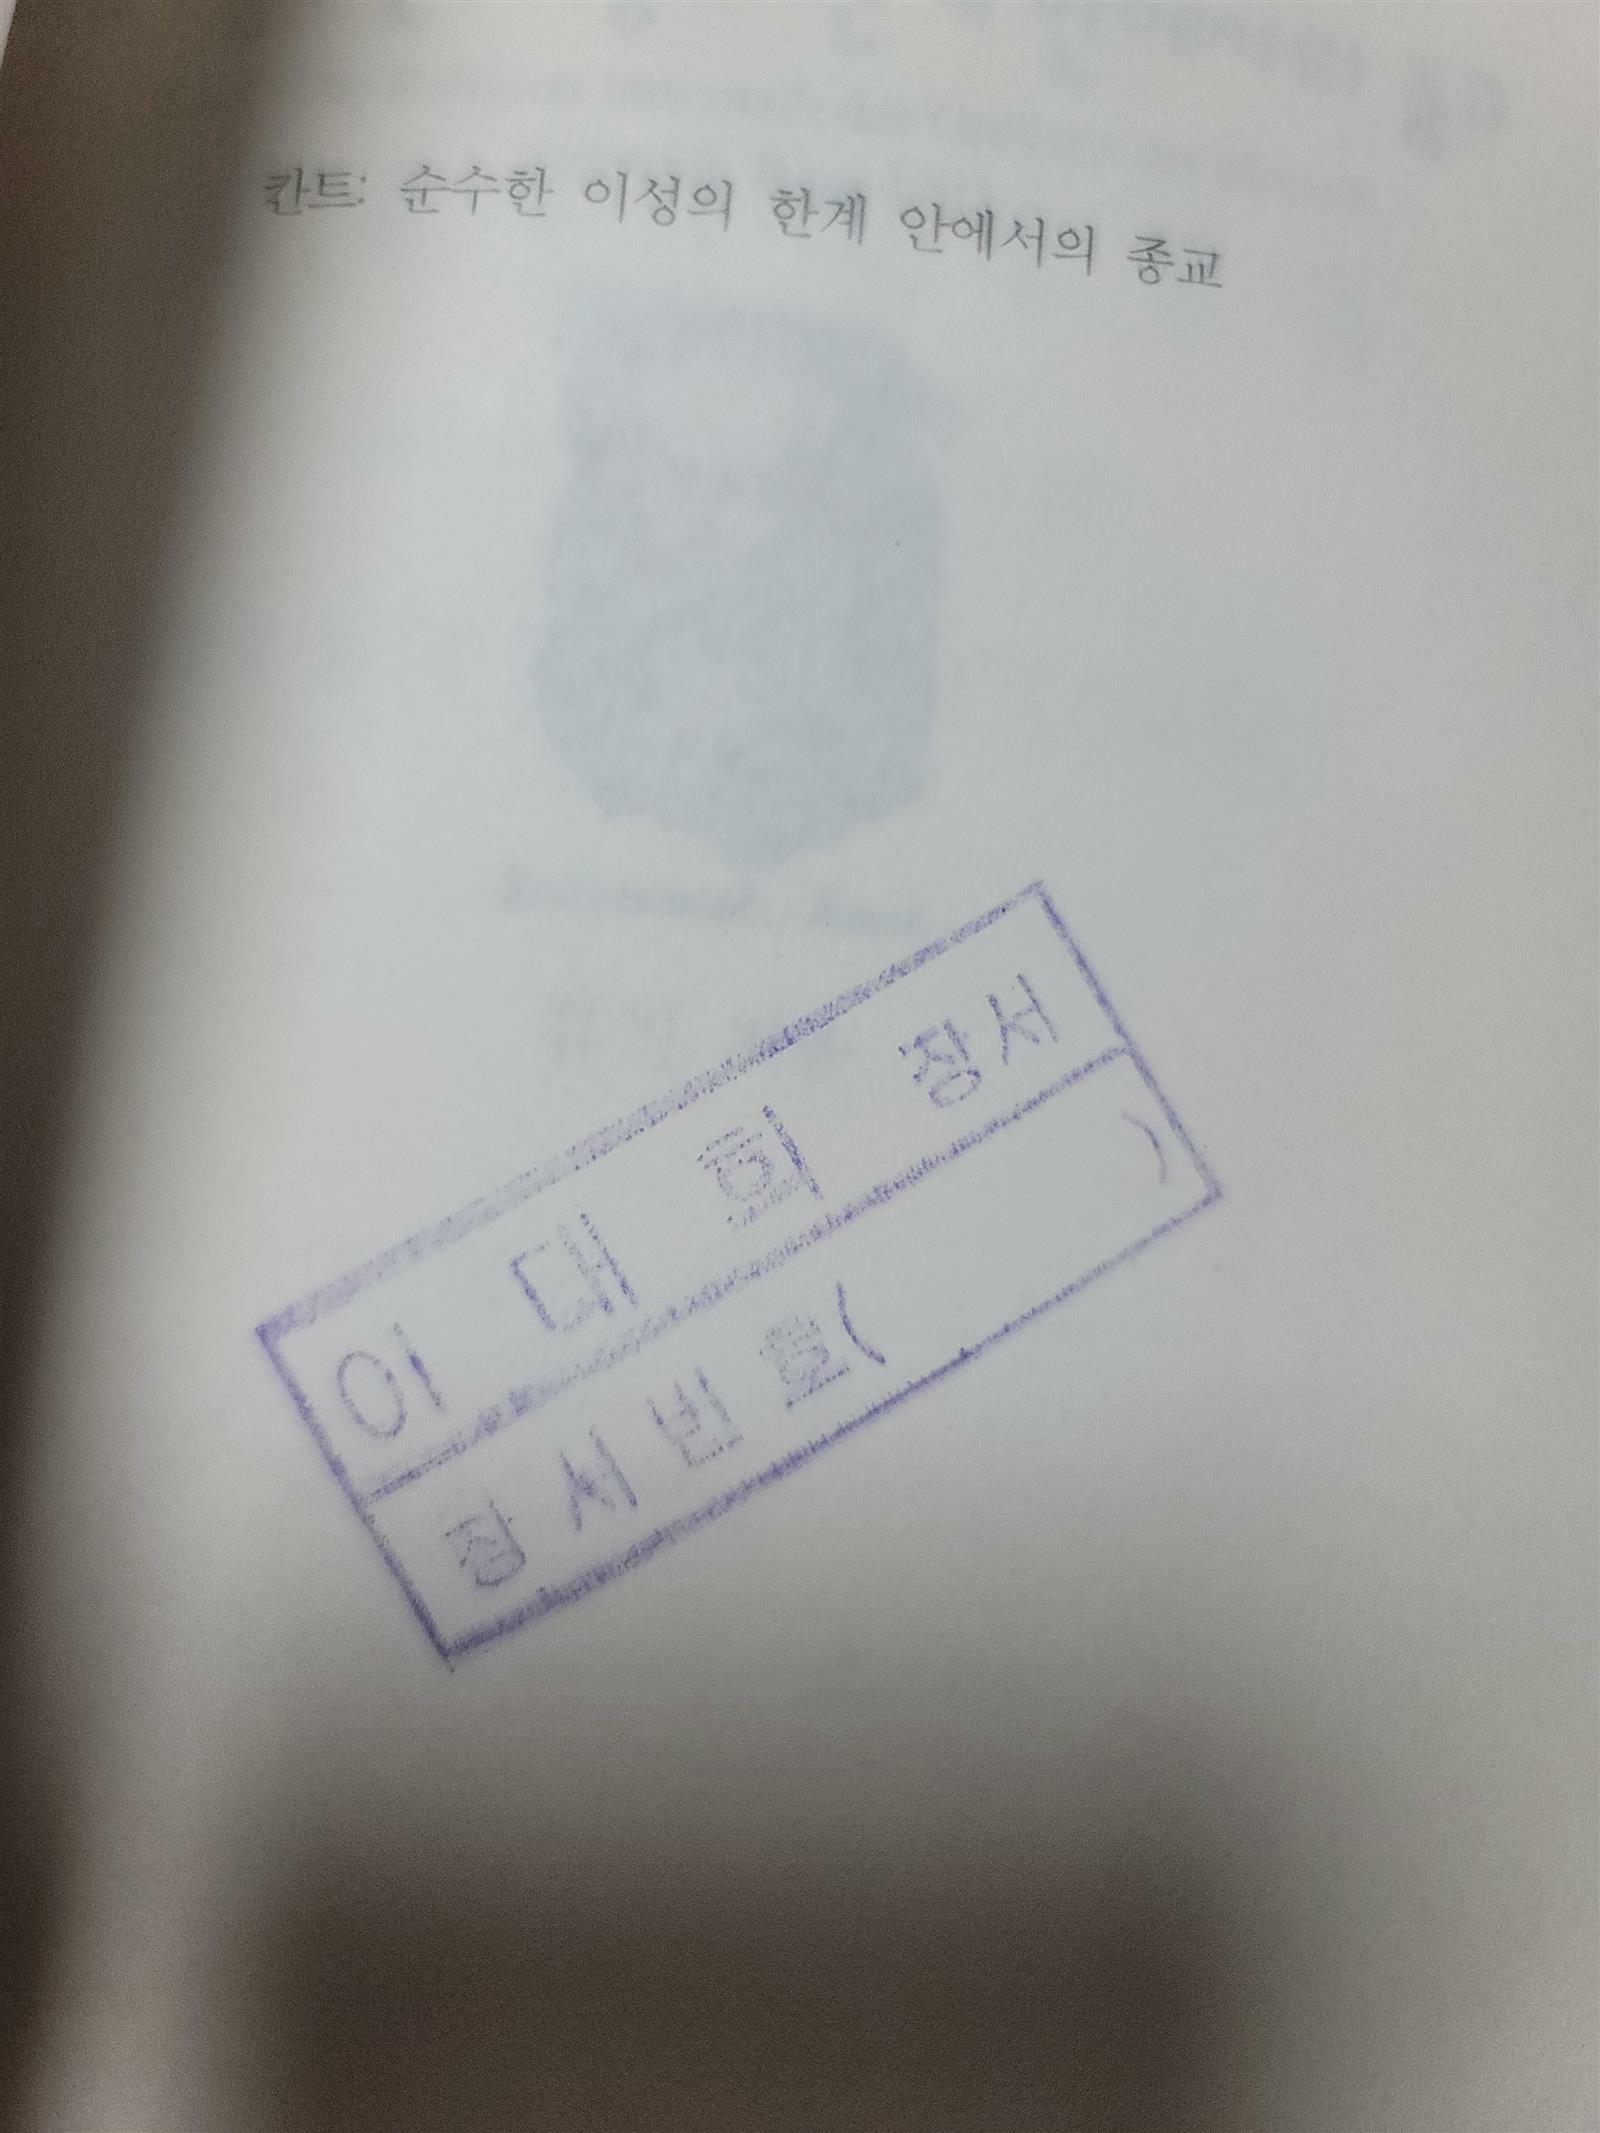 칸트: 순수한 이성의 한계 안에서의 종교
이 대 형 장서
장서번호( )